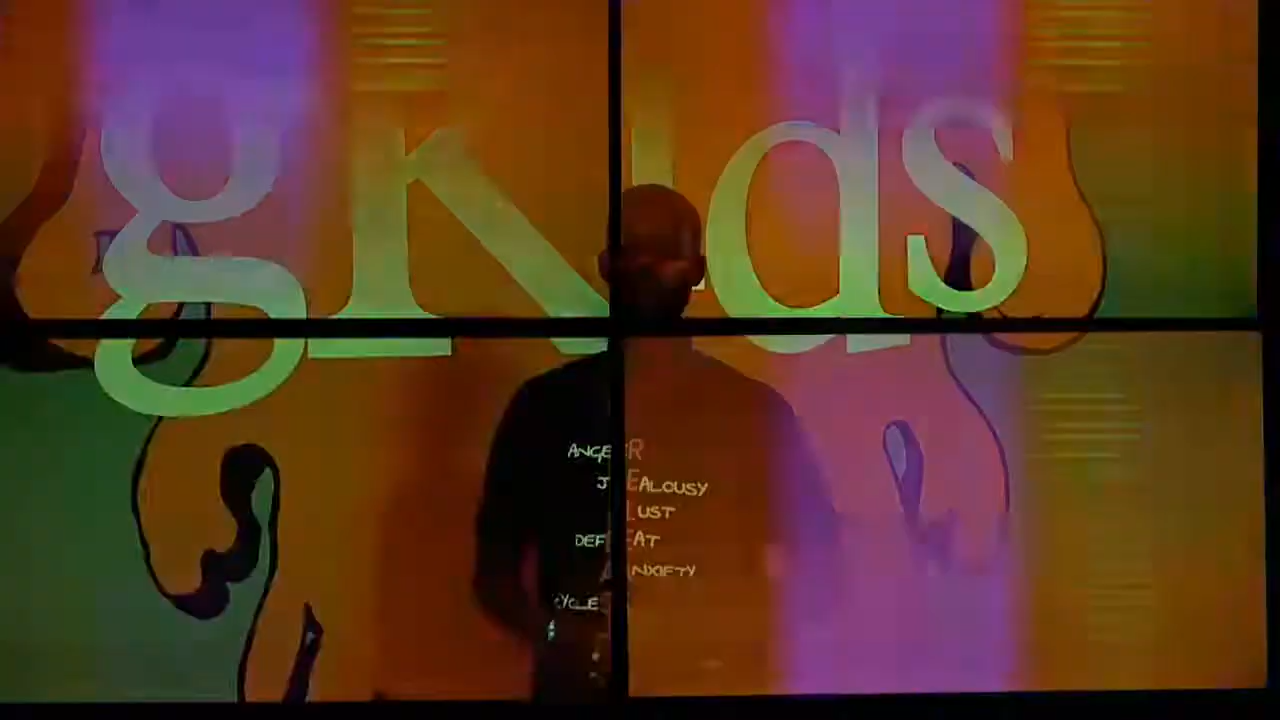 gKids
ANGER
JEALOUSY
LUST
DEFEAT
ANXIETY
CYCLE